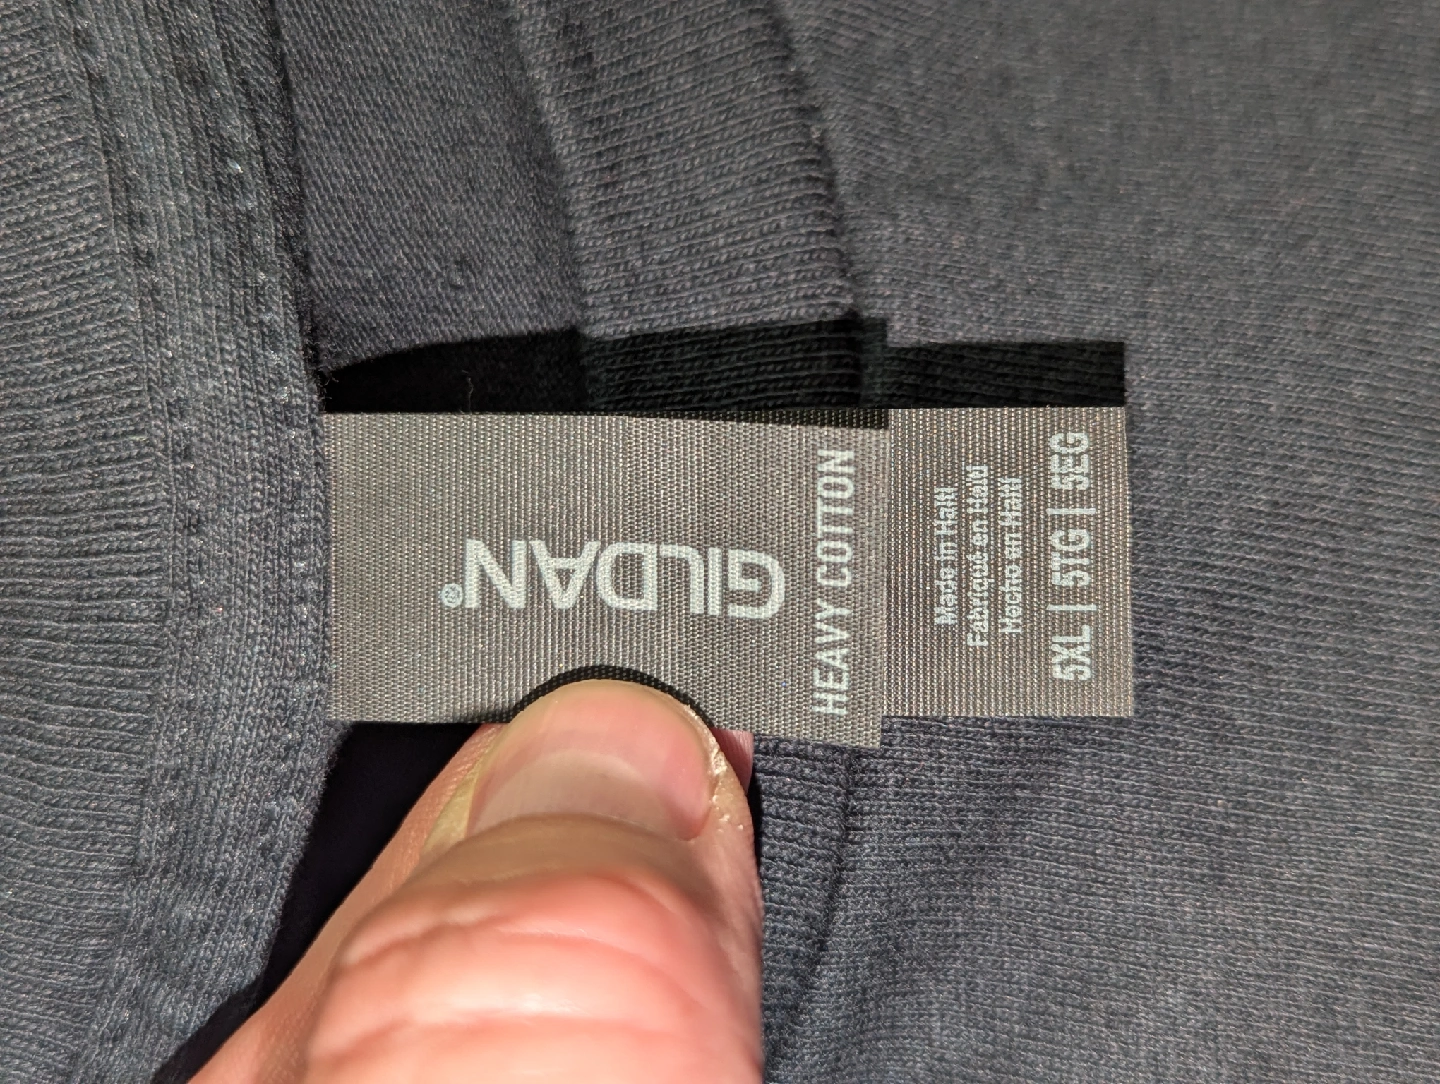 GILDAN®
HEAVY COTTON
Made in Haiti
Fabriqué en Haïti
Hecho en Haití
5XL | 5TG | 5EG